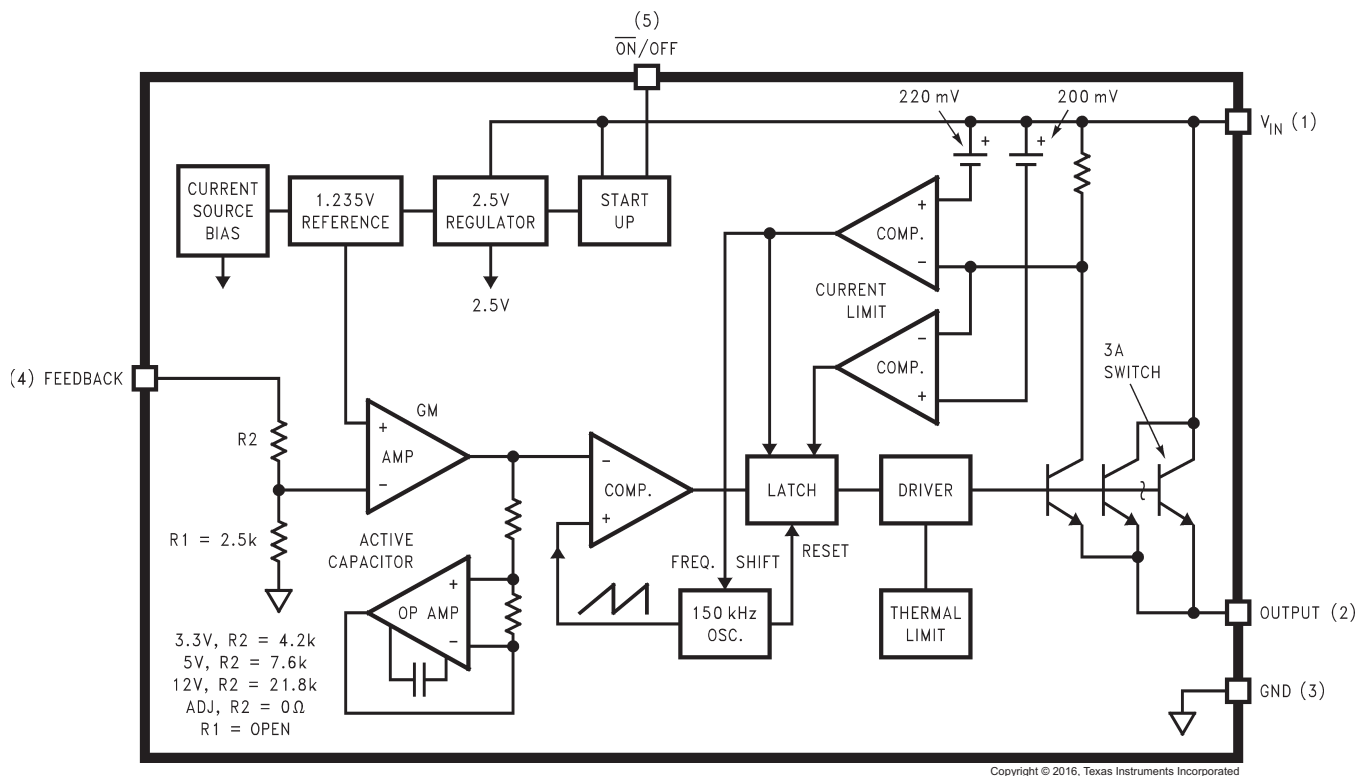 (5)
ON/OFF
220 mV
200 mV
+
+
V_IN (1)
CURRENT
SOURCE
BIAS
1.235V
REFERENCE
2.5V
REGULATOR
START
UP
2.5V
+
COMP.
−
CURRENT
LIMIT
−
COMP.
+
3A
SWITCH
(4) FEEDBACK
R2
R1 = 2.5k
GM
+
AMP
−
−
COMP.
+
LATCH
DRIVER
ACTIVE
CAPACITOR
+
OP AMP
−
FREQ. SHIFT
RESET
150 kHz
OSC.
THERMAL
LIMIT
OUTPUT (2)
GND (3)
3.3V, R2 = 4.2k
5V, R2 = 7.6k
12V, R2 = 21.8k
ADJ, R2 = 0Ω
R1 = OPEN
Copyright © 2016, Texas Instruments Incorporated